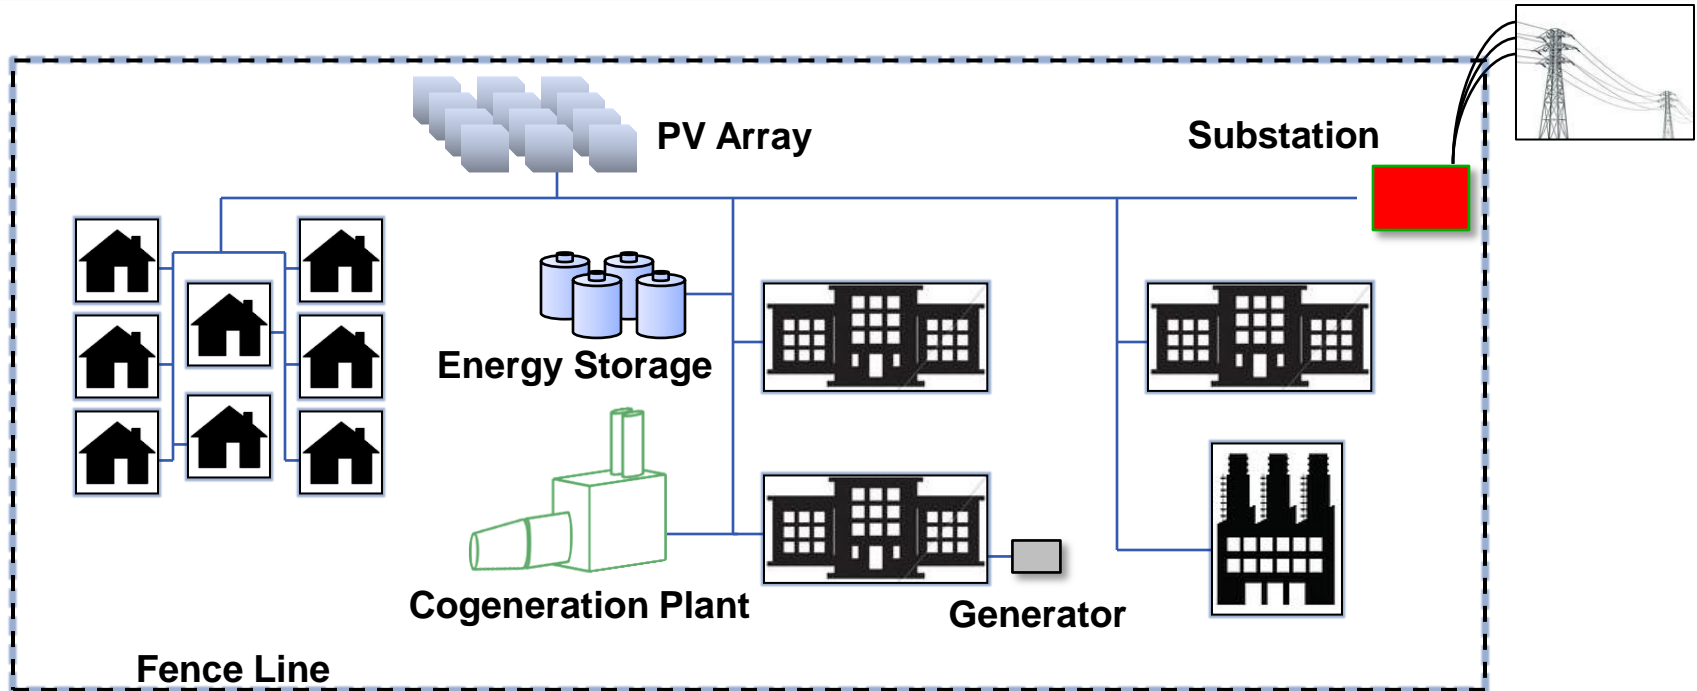 PV Array
Substation
Energy Storage
Cogeneration Plant
Generator
Fence Line